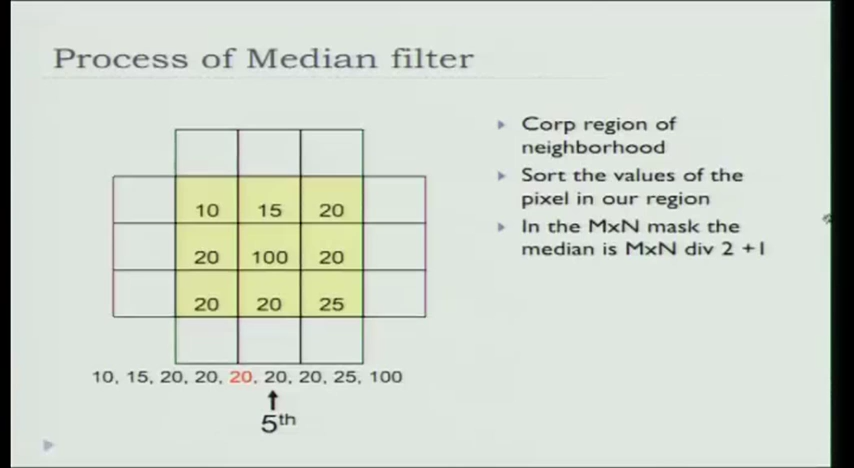 Process of Median filter
Corp region of
neighborhood
Sort the values of the
pixel in our region
In the MxN mask the
median is MxN div 2 +1
10 15 20
20 100 20
20 20 25
10, 15, 20, 20, 20, 20, 20, 25, 100
5th